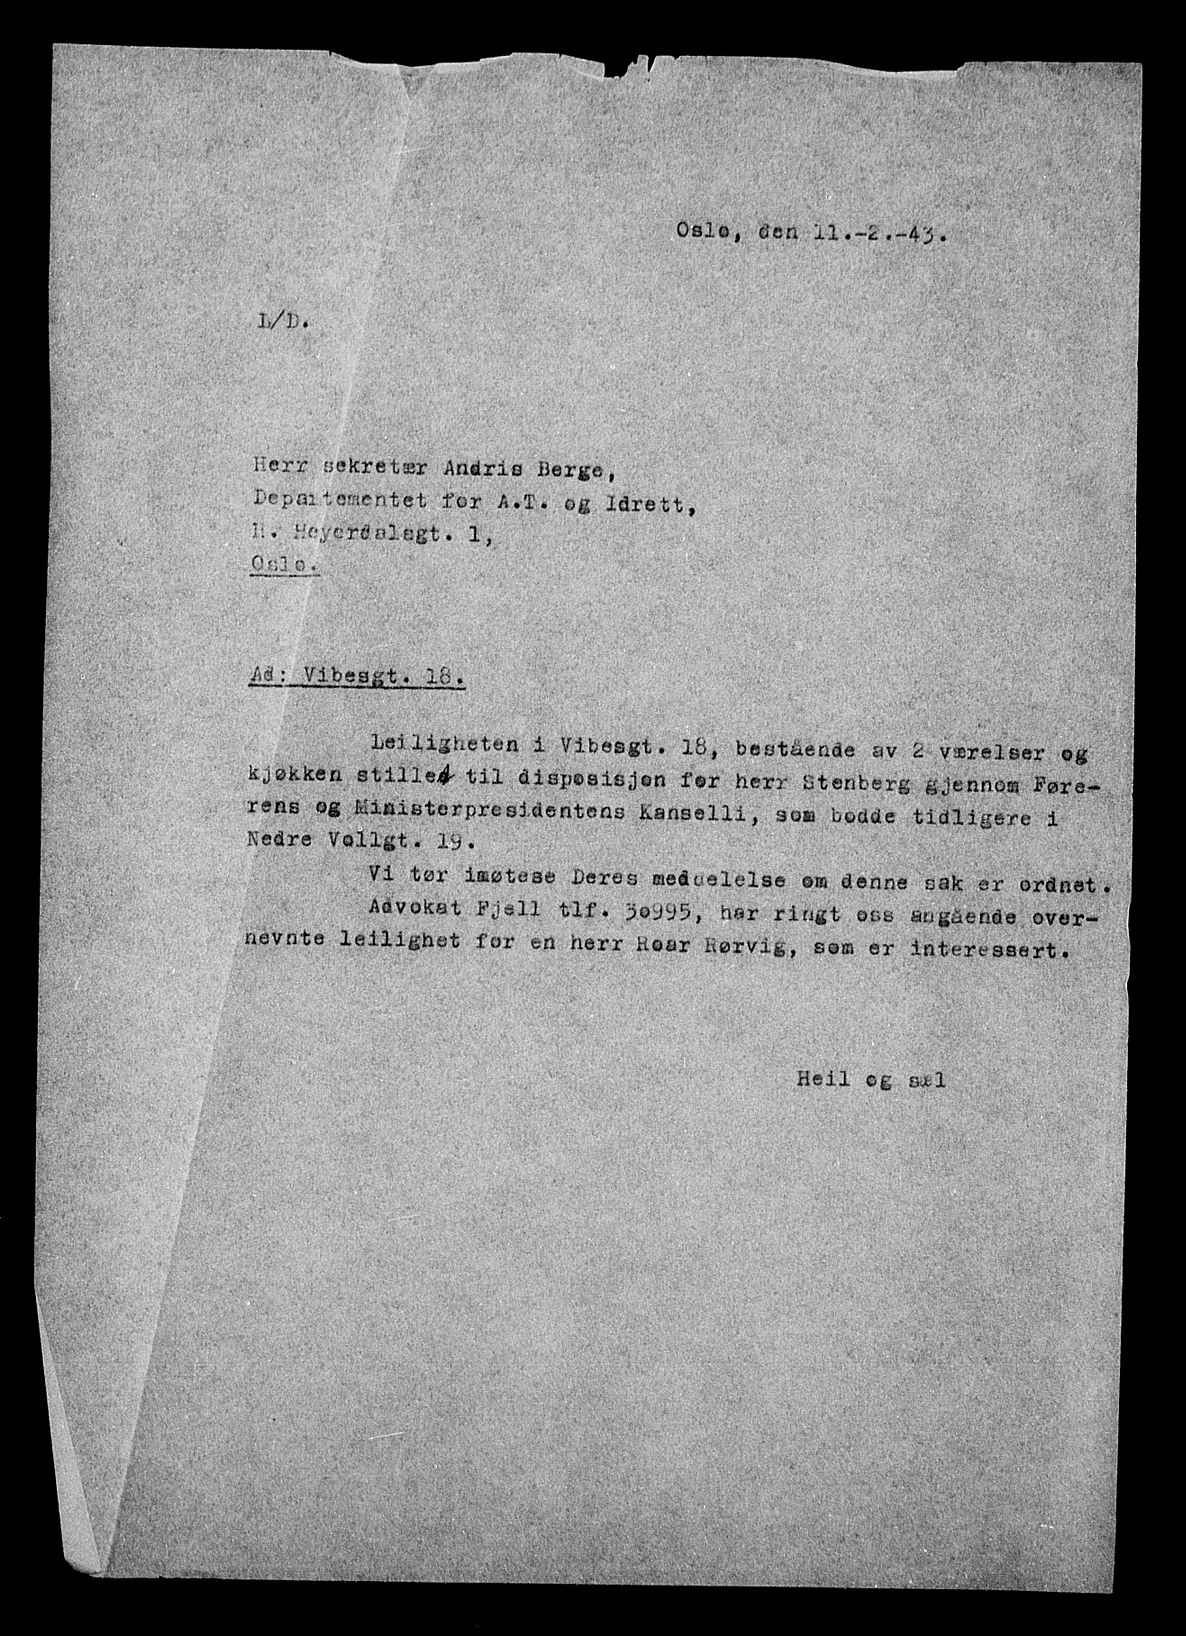 Oslo, den 11.-2.-43.
L/D.
Herr sekretær Andris Berge,
Departementet for A.T. og Idrett,
H. Heyerdalsgt. 1,
Oslo.
Ad: Vibesgt. 18.
Leiligheten i Vibesgt. 18, bestående av 2 værelser og
kjøkken stilles til disposisjon for herr Stenberg gjennom Føre-
rens og Ministerpresidentens Kanselli, som bodde tidligere i
Nedre Vollgt. 19.
Vi tør imøtese Deres meddelelse om denne sak er ordnet.
Advokat Fjell tlf. 30995, har ringt oss angående over-
nevnte leilighet for en herr Roar Rørvig, som er interessert.
Heil og sæl